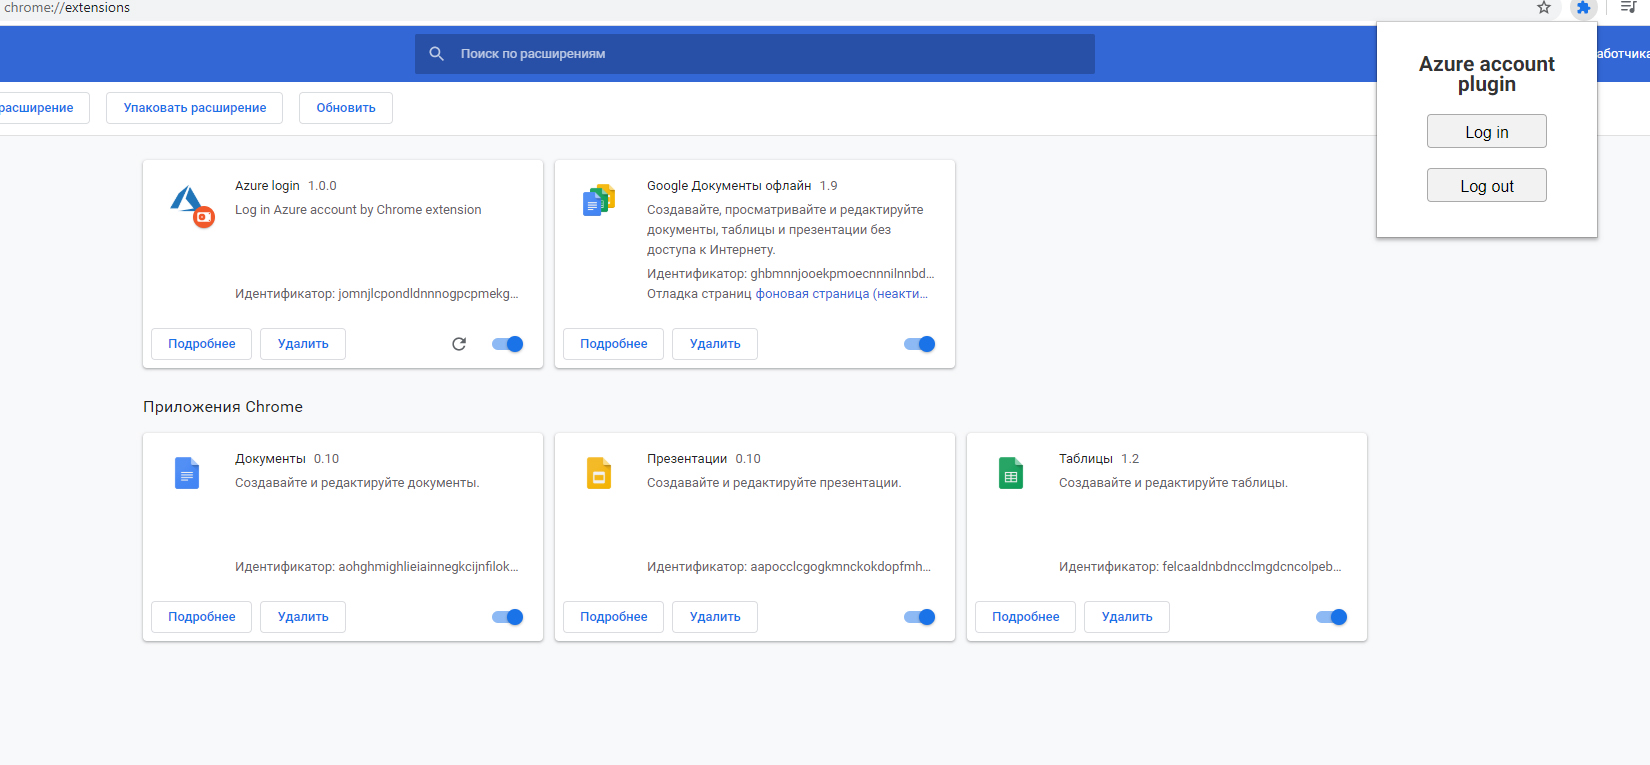 chrome://extensions
Поиск по расширениям
аботчика
расширение
Упаковать расширение
Обновить
Azure account
plugin
Log in
Log out
Azure login 1.0.0
Log in Azure account by Chrome extension
Идентификатор: jomnjlcpondldnnnogpcpmekg...
Подробнее
Удалить
Google Документы офлайн 1.9
Создавайте, просматривайте и редактируйте
документы, таблицы и презентации без
доступа к Интернету.
Идентификатор: ghbmnnjooekpmoecnnnilnnbd...
Отладка страниц фоновая страница (неакти...
Подробнее
Удалить
Приложения Chrome
Документы 0.10
Создавайте и редактируйте документы.
Идентификатор: aohghmighlieiainnegkcijnfilok...
Подробнее
Удалить
Презентации 0.10
Создавайте и редактируйте презентации.
Идентификатор: aapocclcgogkmnckokdopfmh...
Подробнее
Удалить
Таблицы 1.2
Создавайте и редактируйте таблицы.
Идентификатор: felcaaldnbdncclmgdcncolpeb...
Подробнее
Удалить